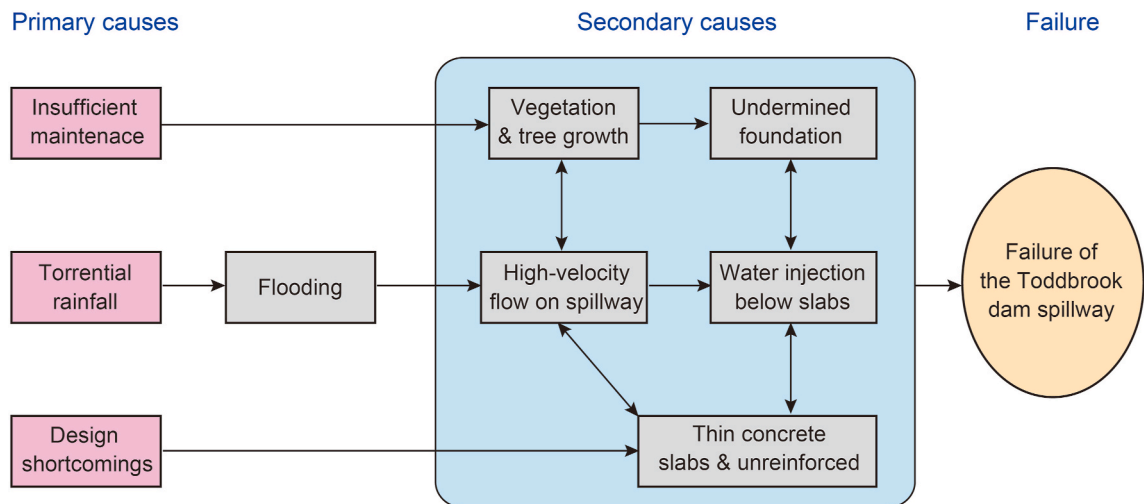 Primary causes
Secondary causes
Failure
Insufficient
maintenace
Vegetation
& tree growth
Undermined
foundation
Torrential
rainfall
Flooding
High-velocity
flow on spillway
Water injection
below slabs
Failure of
the Toddbrook
dam spillway
Design
shortcomings
Thin concrete
slabs & unreinforced